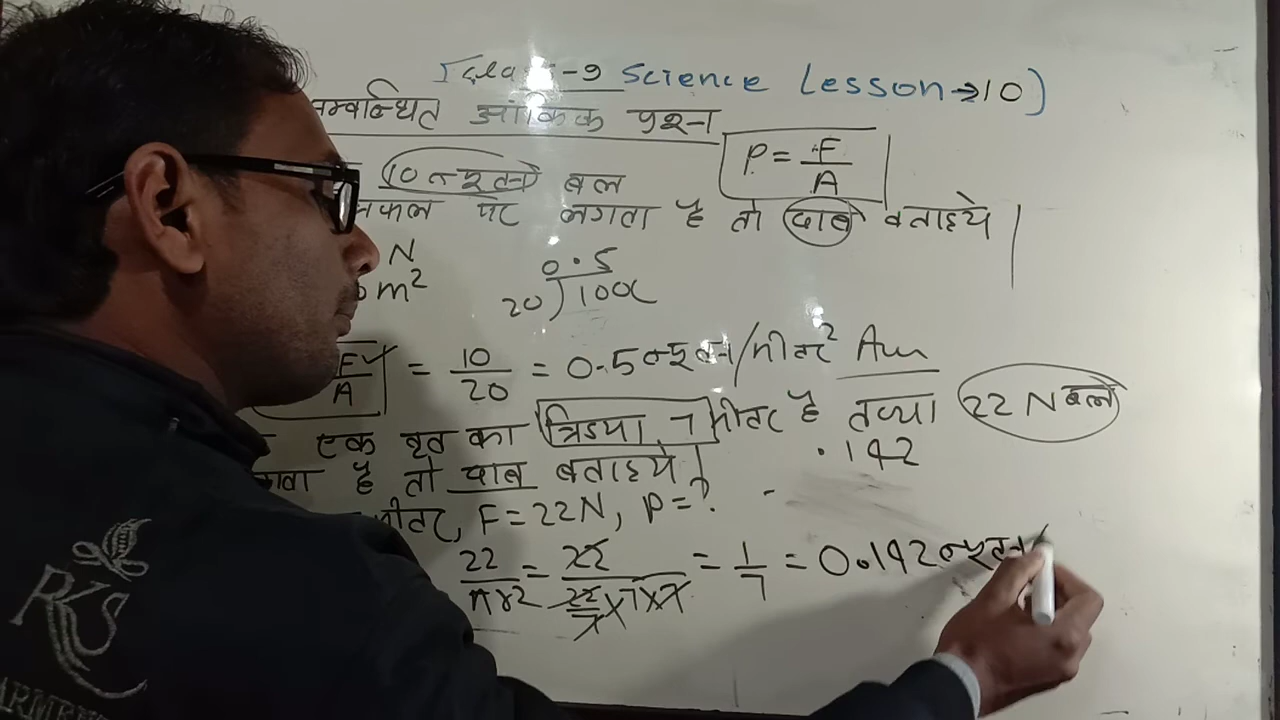 Class-9 Science Lesson→10)
म्बन्धित आंकिक प्रश्न
P = F/A
10 न्यूटन बल
पर लगता है तो दाब बताइये
N
m²
0.5
20)100
F/A = 10/20 = 0.5 न्यूटन/मीटर² Ans
एक वृत का त्रिज्या 7 मीटर है तथा 22 N बल
है तो दाब बताइये
.142
मीटर, F = 22N, P = ?
22/πr² = 22/(22/7×7×7) = 1/7 = 0.142 न्यूटन
RKS